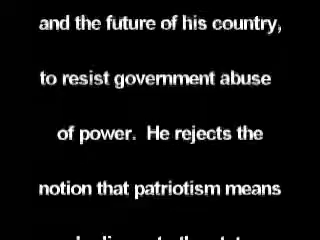 and the future of his country,
to resist government abuse
of power. He rejects the
notion that patriotism means